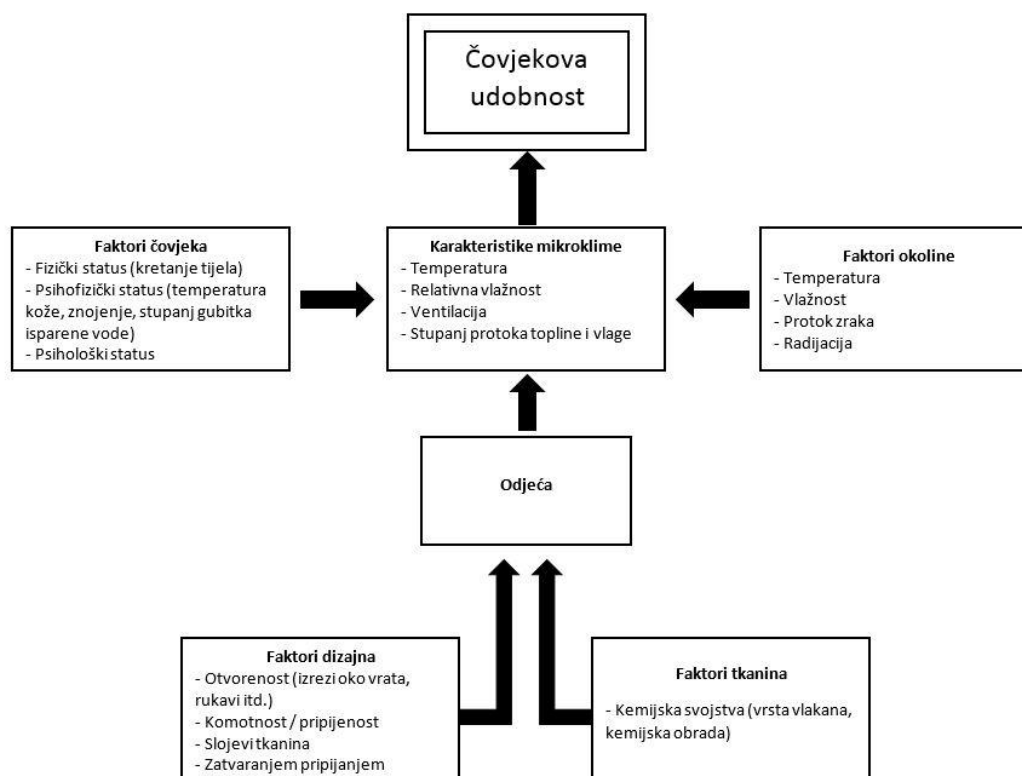 Čovjekova
udobnost
Faktori čovjeka
- Fizički status (kretanje tijela)
- Psihofizički status (temperatura
kože, znojenje, stupanj gubitka
isparene vode)
- Psihološki status
Karakteristike mikroklime
- Temperatura
- Relativna vlažnost
- Ventilacija
- Stupanj protoka topline i vlage
Faktori okoline
- Temperatura
- Vlažnost
- Protok zraka
- Radijacija
Odjeća
Faktori dizajna
- Otvorenost (izrezi oko vrata,
rukavi itd.)
- Komotnost / pripijenost
- Slojevi tkanina
- Zatvaranjem pripijanjem
Faktori tkanina
- Kemijska svojstva (vrsta vlakana,
kemijska obrada)